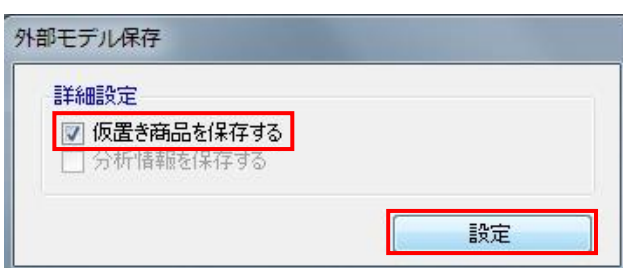 外部モデル保存
詳細設定
仮置き商品を保存する
分析情報を保存する
設定